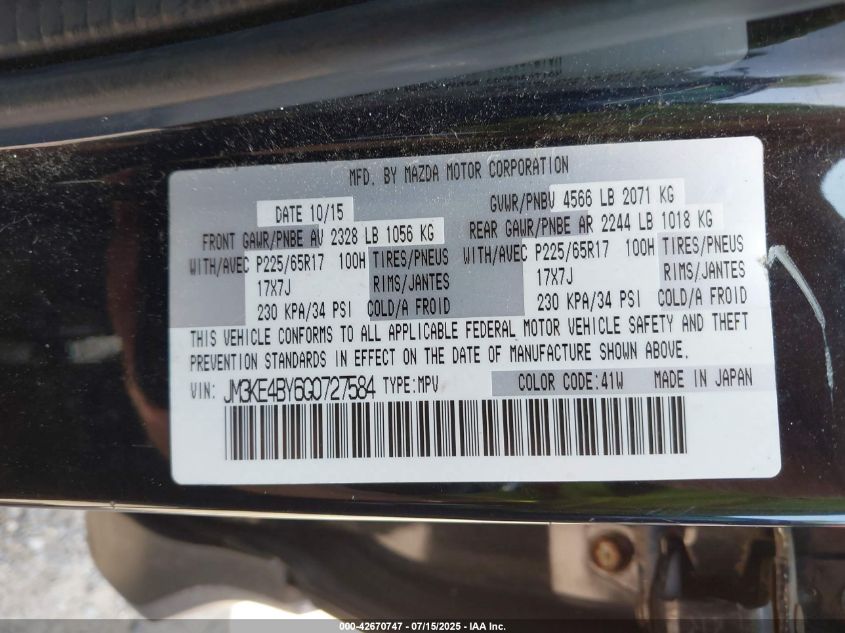 MFD. BY MAZDA MOTOR CORPORATION
DATE 10/15 GVWR/PNBV 4566 LB 2071 KG
FRONT GAWR/PNBE AV 2328 LB 1056 KG REAR GAWR/PNBE AR 2244 LB 1018 KG
WITH/AVEC P225/65R17 100H TIRES/PNEUS WITH/AVEC P225/65R17 100H TIRES/PNEUS
17X7J RIMS/JANTES 17X7J RIMS/JANTES
230 KPA/34 PSI COLD/A FROID 230 KPA/34 PSI COLD/A FROID
THIS VEHICLE CONFORMS TO ALL APPLICABLE FEDERAL MOTOR VEHICLE SAFETY AND THEFT
PREVENTION STANDARDS IN EFFECT ON THE DATE OF MANUFACTURE SHOWN ABOVE.
VIN: JM3KE4BY6G0727584 TYPE:MPV COLOR CODE:41W MADE IN JAPAN
000-42670747 - 07/15/2025 - IAA Inc.